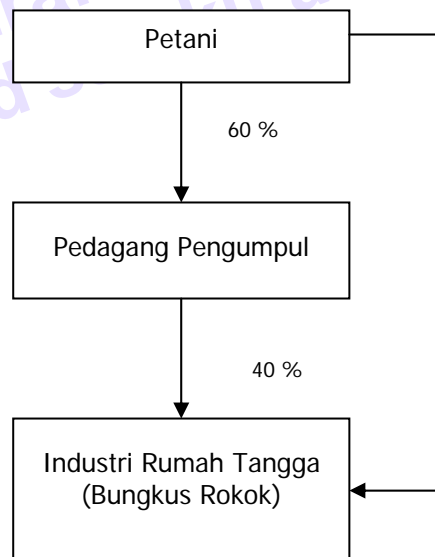 Petani
60 %
Pedagang Pengumpul
40 %
Industri Rumah Tangga
(Bungkus Rokok)